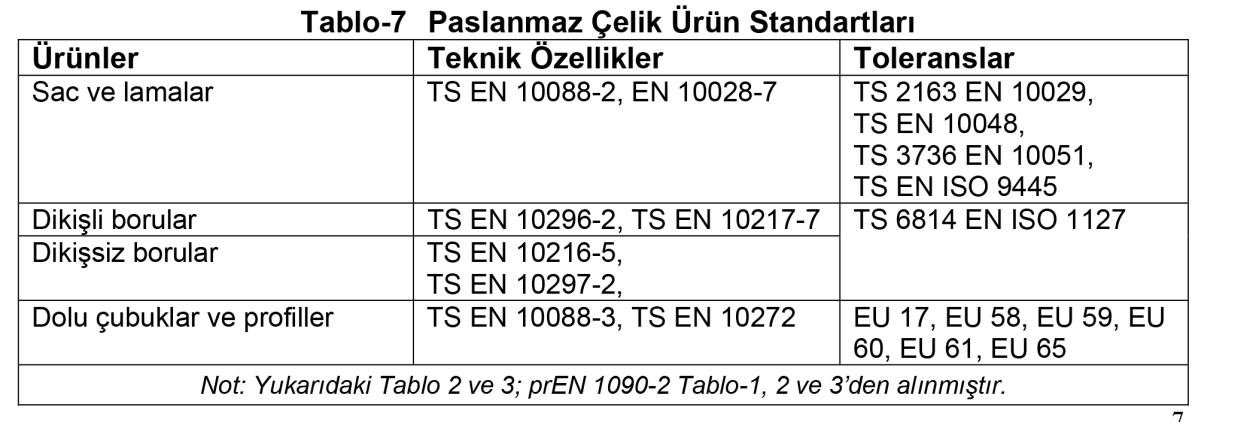 Tablo-7 Paslanmaz Çelik Ürün Standartları
Ürünler Teknik Özellikler Toleranslar
Sac ve lamalar TS EN 10088-2, EN 10028-7 TS 2163 EN 10029,
TS EN 10048,
TS 3736 EN 10051,
TS EN ISO 9445
Dikişli borular TS EN 10296-2, TS EN 10217-7 TS 6814 EN ISO 1127
Dikişsiz borular TS EN 10216-5,
TS EN 10297-2,
Dolu çubuklar ve profiller TS EN 10088-3, TS EN 10272 EU 17, EU 58, EU 59, EU
60, EU 61, EU 65
Not: Yukarıdaki Tablo 2 ve 3; prEN 1090-2 Tablo-1, 2 ve 3’den alınmıştır.
7